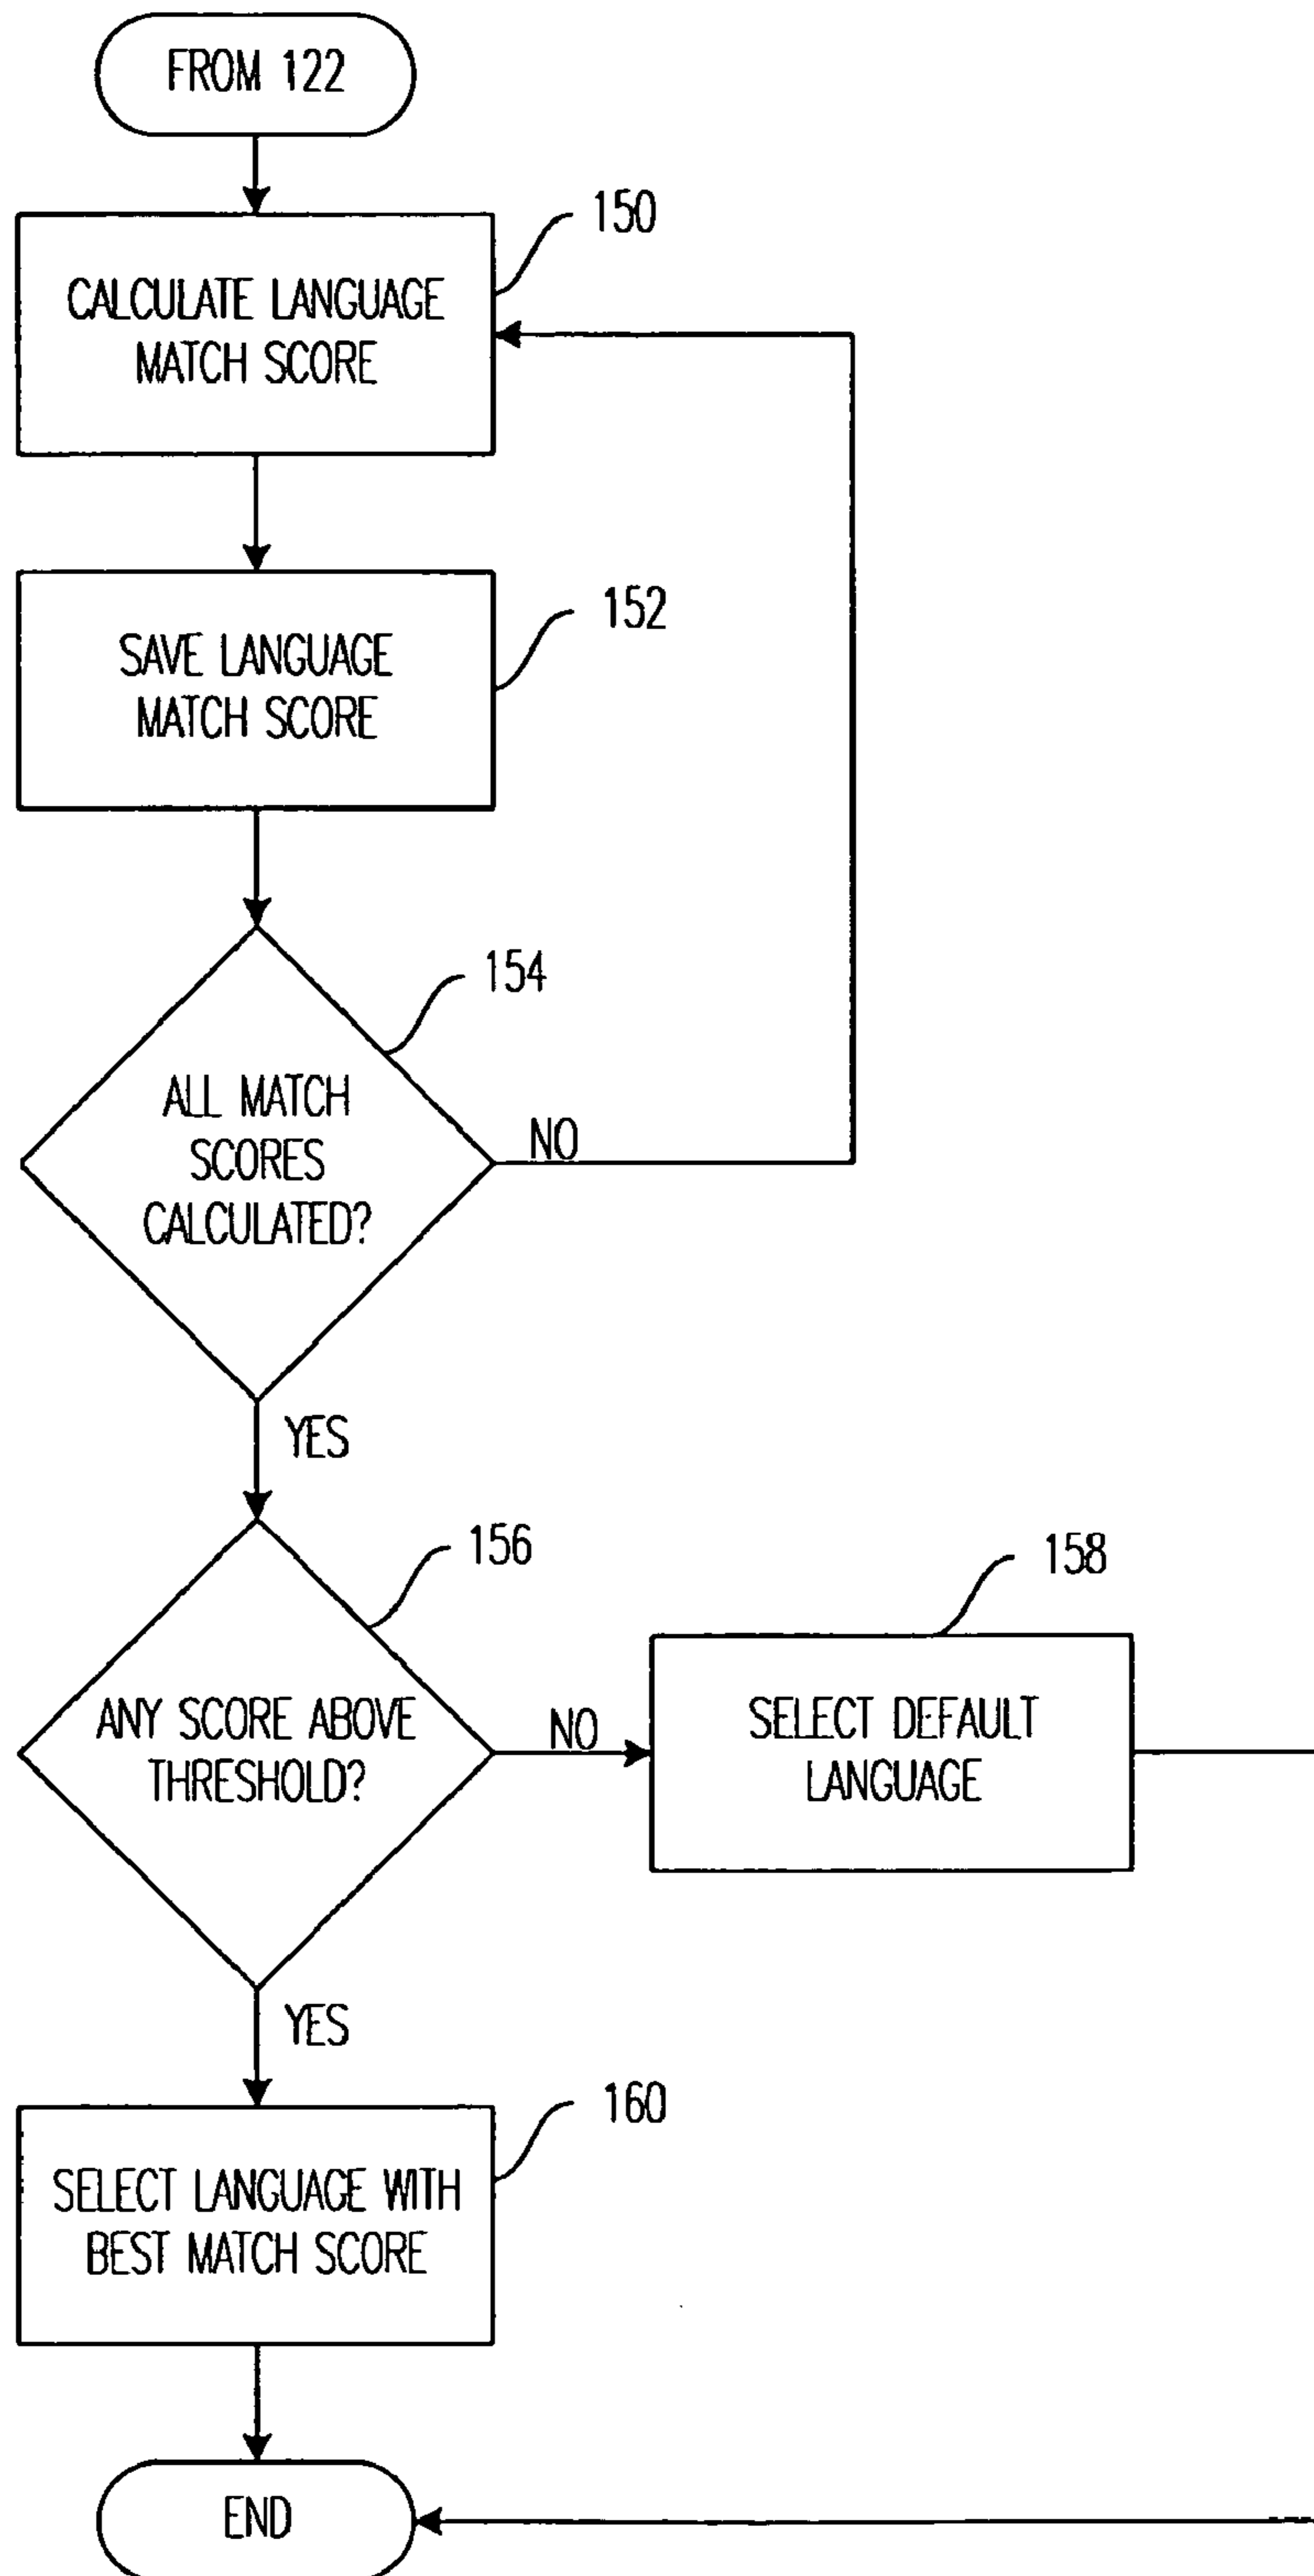 FROM 122
150
CALCULATE LANGUAGE
MATCH SCORE
152
SAVE LANGUAGE
MATCH SCORE
154
ALL MATCH
SCORES
CALCULATED?
NO
YES
156
158
ANY SCORE ABOVE
THRESHOLD?
NO
SELECT DEFAULT
LANGUAGE
YES
160
SELECT LANGUAGE WITH
BEST MATCH SCORE
END